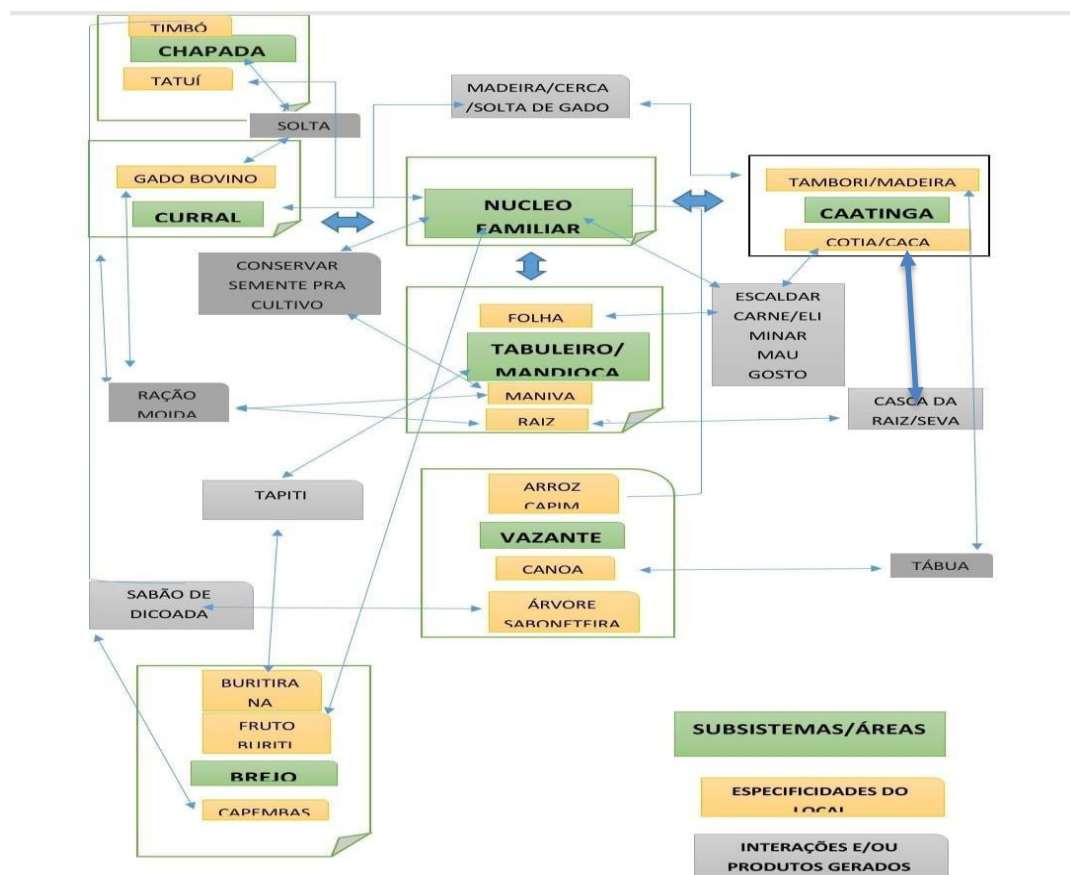 TIMBÓ
CHAPADA
TATUÍ
SOLTA
MADEIRA/CERCA
/SOLTA DE GADO
GADO BOVINO
CURRAL
NUCLEO
FAMILIAR
TAMBORI/MADEIRA
CAATINGA
COTIA/CACA
CONSERVAR
SEMENTE PRA
CULTIVO
ESCALDAR
CARNE/ELI
MINAR
MAU
GOSTO
FOLHA
TABULEIRO/
MANDIOCA
MANIVA
RAIZ
RAÇÃO
MOIDA
CASCA DA
RAIZ/SEVA
TAPITI
ARROZ
CAPIM
VAZANTE
CANOA
ÁRVORE
SABONETEIRA
TÁBUA
SABÃO DE
DICOADA
BURITIRA
NA
FRUTO
BURITI
BREJO
CAPEMBAS
SUBSISTEMAS/ÁREAS
ESPECIFICIDADES DO
LOCAL
INTERAÇÕES E/OU
PRODUTOS GERADOS